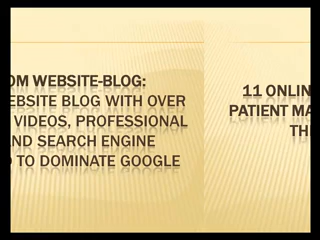 OM WEBSITE-BLOG:
EBSITE BLOG WITH OVER
VIDEOS, PROFESSIONAL
AND SEARCH ENGINE
TO DOMINATE GOOGLE
11 ONLIN
PATIENT MA
TH